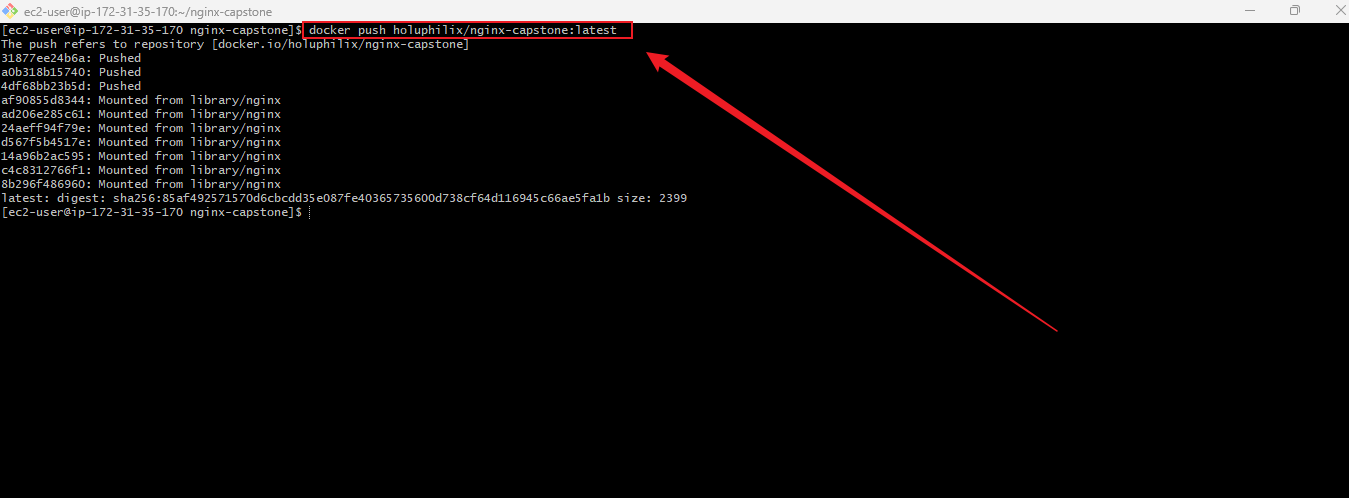 ec2-user@ip-172-31-35-170:~/nginx-capstone
[ec2-user@ip-172-31-35-170 nginx-capstone]$ docker push holuphilix/nginx-capstone:latest
The push refers to repository [docker.io/holuphilix/nginx-capstone]
31877ee24b6a: Pushed
a0b318b15740: Pushed
4df68bb23b5d: Pushed
af90855d8344: Mounted from library/nginx
ad206e285c61: Mounted from library/nginx
24aeff94f79e: Mounted from library/nginx
d567f5b4517e: Mounted from library/nginx
14a96b2ac595: Mounted from library/nginx
c4c8312766f1: Mounted from library/nginx
8b296f486960: Mounted from library/nginx
latest: digest: sha256:85af492571570d6cbcdd35e087fe40365735600d738cf64d116945c66ae5fa1b size: 2399
[ec2-user@ip-172-31-35-170 nginx-capstone]$